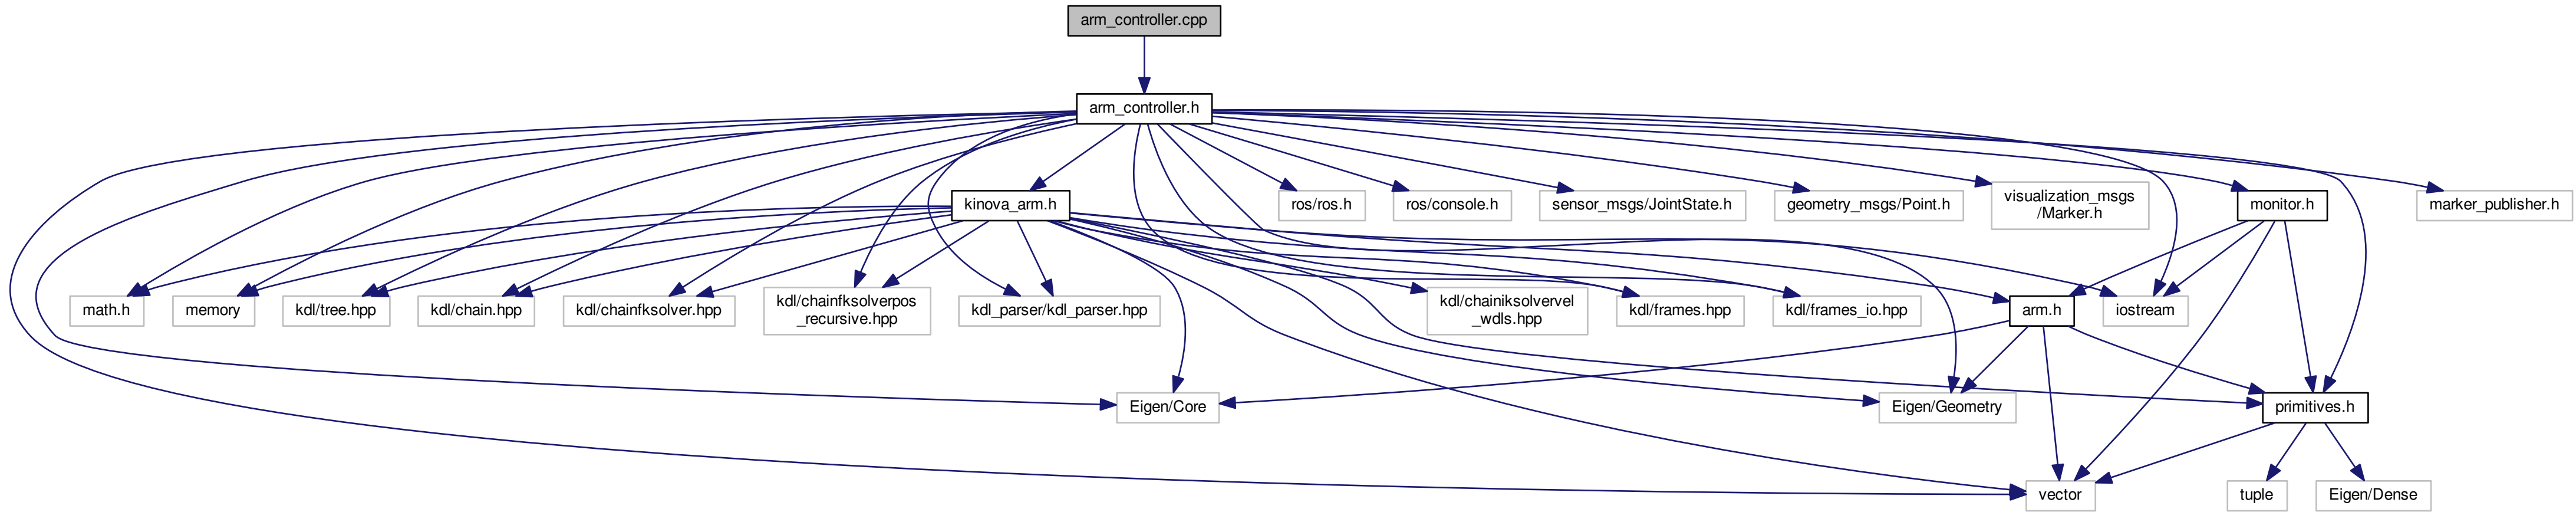 arm_controller.cpp
arm_controller.h
kinova_arm.h
ros/ros.h
ros/console.h
sensor_msgs/JointState.h
geometry_msgs/Point.h
visualization_msgs
/Marker.h
monitor.h
marker_publisher.h
math.h
memory
kdl/tree.hpp
kdl/chain.hpp
kdl/chainfksolver.hpp
kdl/chainfksolverpos
_recursive.hpp
kdl_parser/kdl_parser.hpp
kdl/chainiksolvervel
_wdls.hpp
kdl/frames.hpp
kdl/frames_io.hpp
arm.h
iostream
Eigen/Core
Eigen/Geometry
primitives.h
vector
tuple
Eigen/Dense